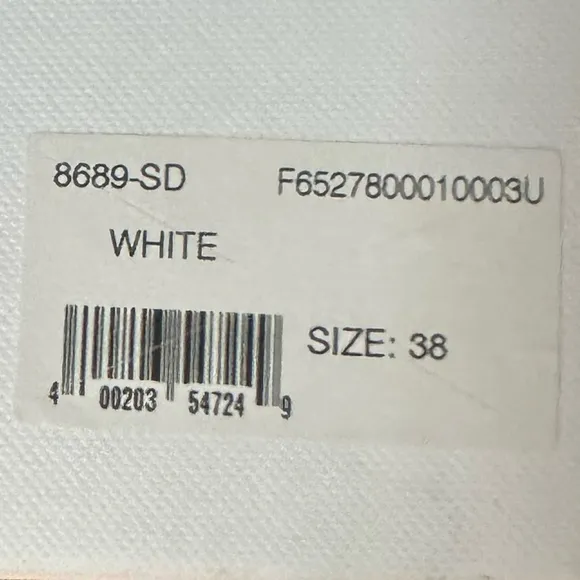 8689-SD F6527800010003U
WHITE
SIZE: 38
4 00203 54724 9